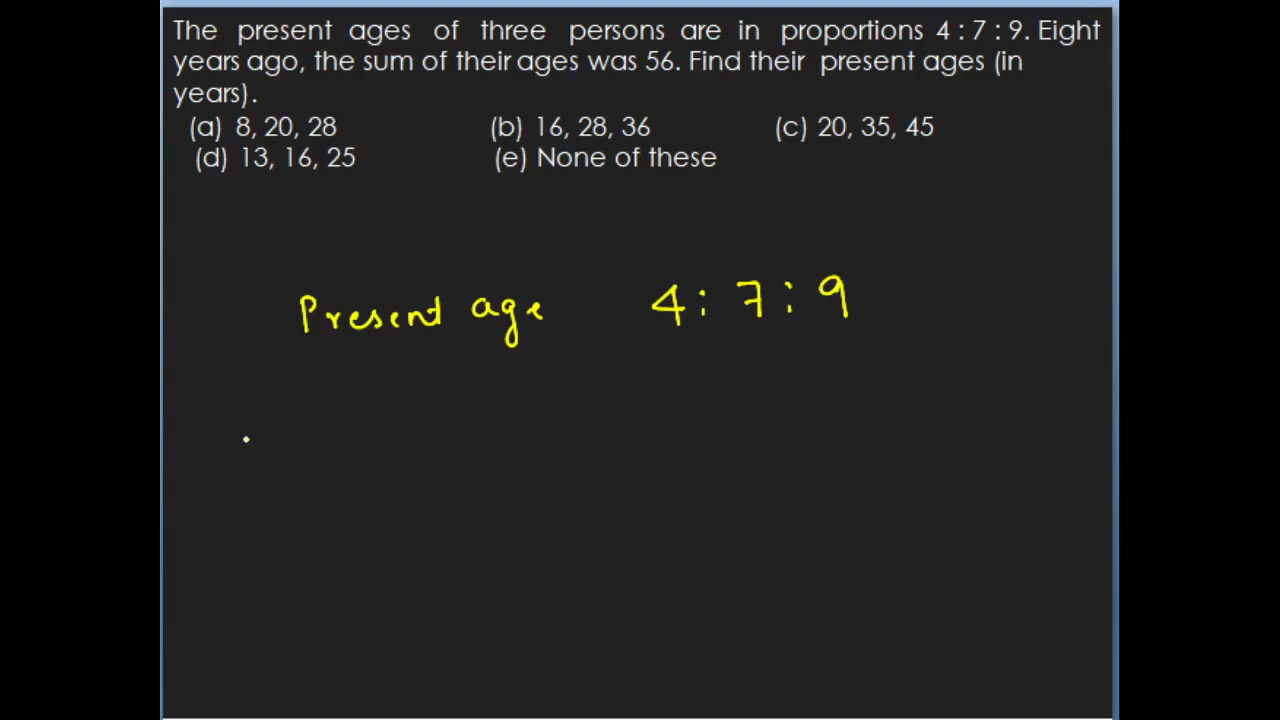 The present ages of three persons are in proportions 4 : 7 : 9. Eight
years ago, the sum of their ages was 56. Find their present ages (in
years).
(a) 8, 20, 28 (b) 16, 28, 36 (c) 20, 35, 45
(d) 13, 16, 25 (e) None of these
Present age 4 : 7 : 9